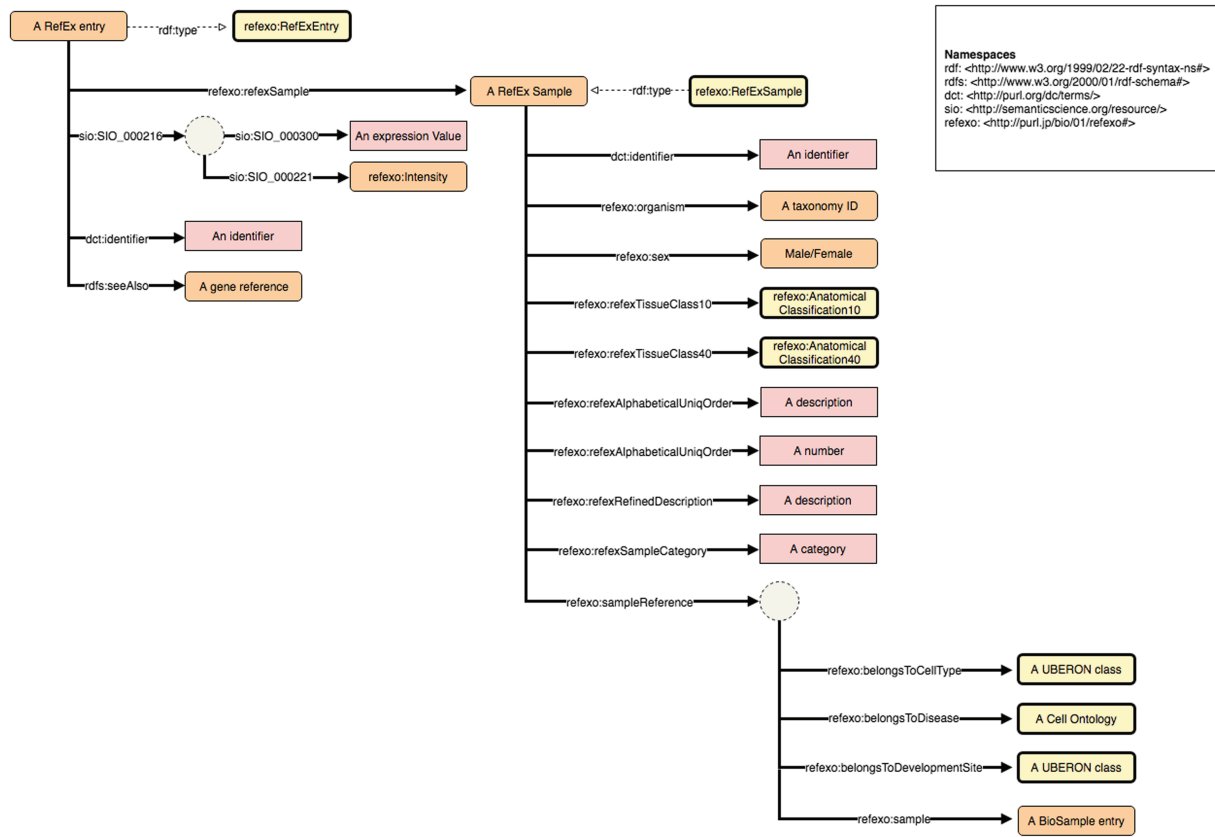 A RefEx entry
rdf:type
refexo:RefExEntry
Namespaces
rdf: <http://www.w3.org/1999/02/22-rdf-syntax-ns#>
rdfs: <http://www.w3.org/2000/01/rdf-schema#>
dct: <http://purl.org/dc/terms/>
sio: <http://semanticscience.org/resource/>
refexo: <http://purl.jp/bio/01/refexo#>
refexo:refexSample
A RefEx Sample
rdf:type
refexo:RefExSample
sio:SIO_000216
sio:SIO_000300
An expression Value
sio:SIO_000221
refexo:Intensity
dct:identifier
An identifier
rdfs:seeAlso
A gene reference
dct:identifier
An identifier
refexo:organism
A taxonomy ID
refexo:sex
Male/Female
refexo:refexTissueClass10
refexo:Anatomical
Classification10
refexo:refexTissueClass40
refexo:Anatomical
Classification40
refexo:refexAlphabeticalUniqOrder
A description
refexo:refexAlphabeticalUniqOrder
A number
refexo:refexRefinedDescription
A description
refexo:refexSampleCategory
A category
refexo:sampleReference
refexo:belongsToCellType
A UBERON class
refexo:belongsToDisease
A Cell Ontology
refexo:belongsToDevelopmentSite
A UBERON class
refexo:sample
A BioSample entry